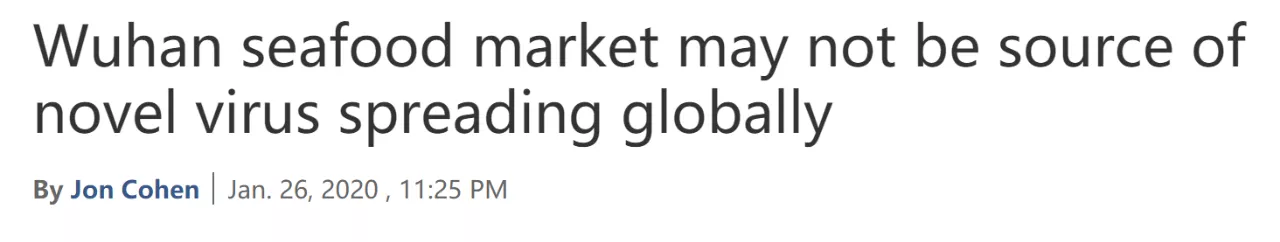 Wuhan seafood market may not be source of
novel virus spreading globally
By Jon Cohen | Jan. 26, 2020 , 11:25 PM